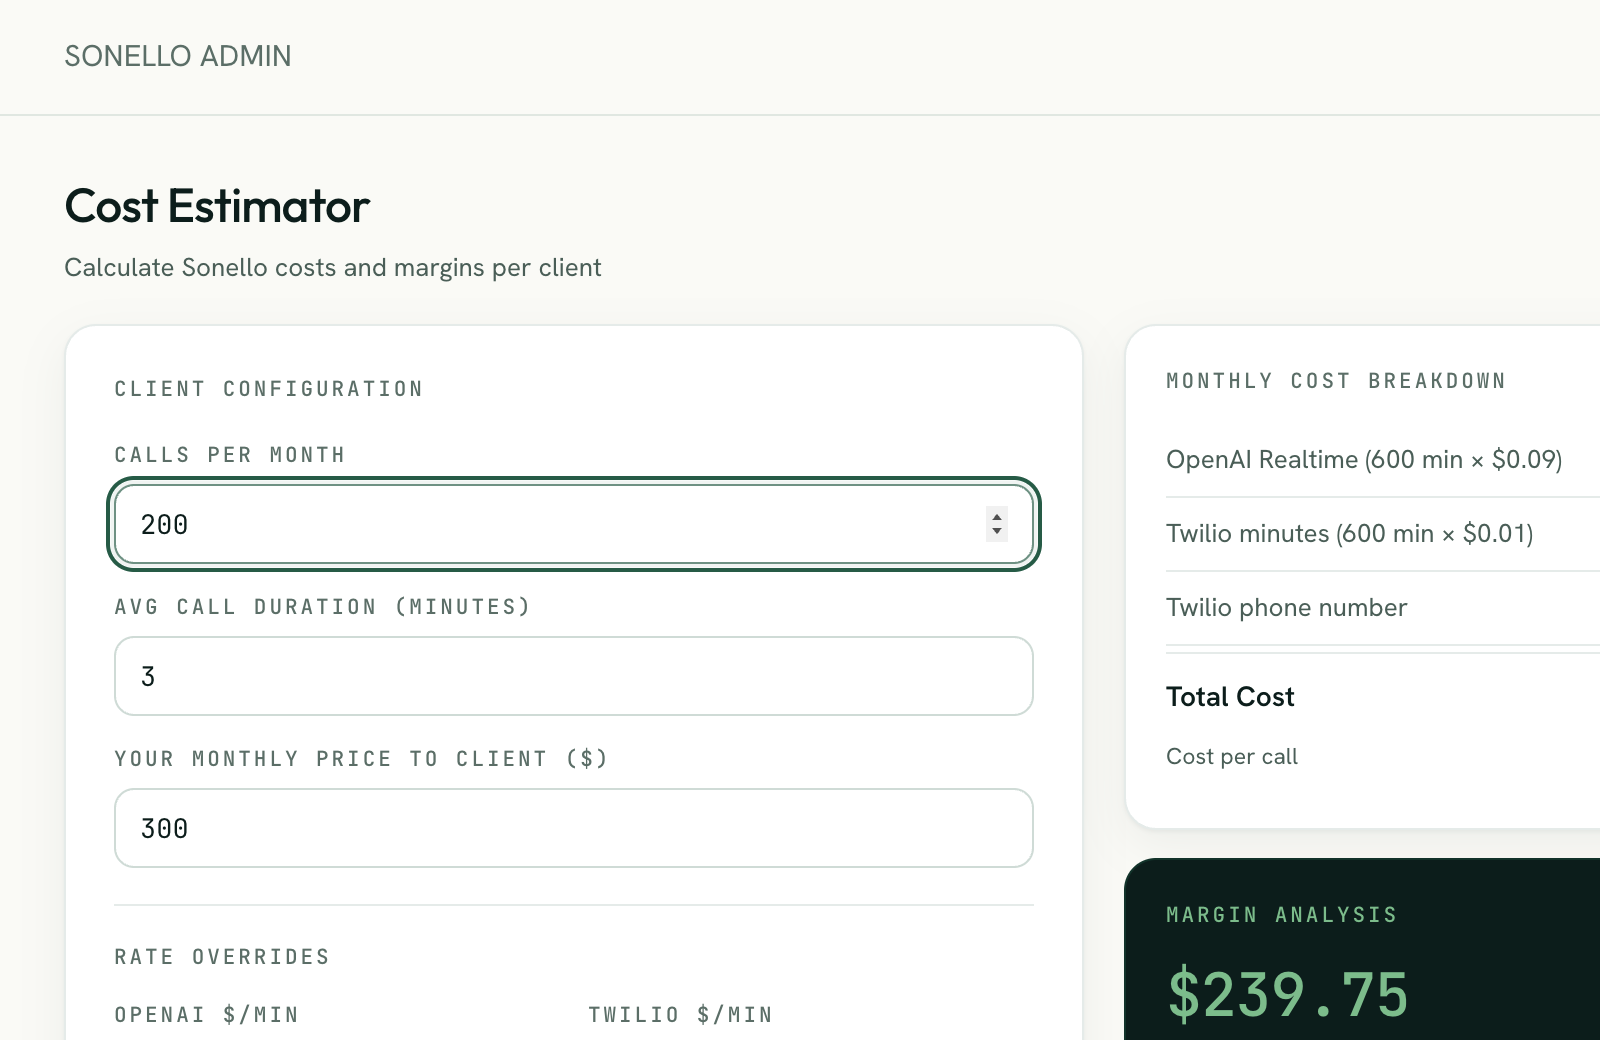 SONELLO ADMIN
Cost Estimator
Calculate Sonello costs and margins per client
CLIENT CONFIGURATION
CALLS PER MONTH
200
AVG CALL DURATION (MINUTES)
3
YOUR MONTHLY PRICE TO CLIENT ($)
300
RATE OVERRIDES
OPENAI $/MIN
TWILIO $/MIN
MONTHLY COST BREAKDOWN
OpenAI Realtime (600 min × $0.09)
Twilio minutes (600 min × $0.01)
Twilio phone number
Total Cost
Cost per call
MARGIN ANALYSIS
$239.75